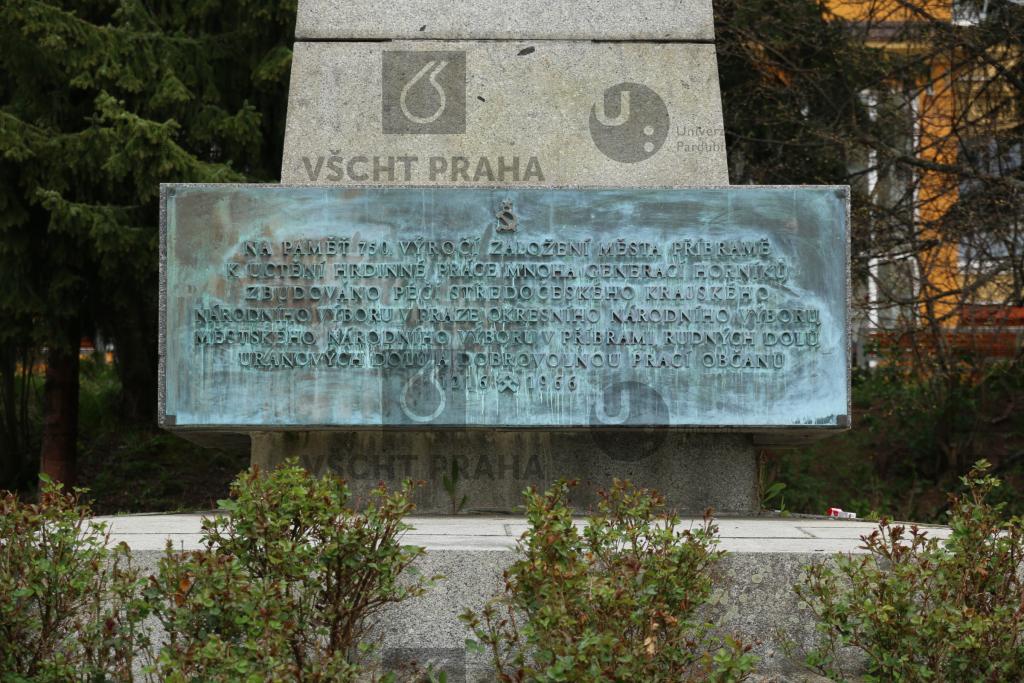 VŠCHT PRAHA
Univerz
Pardub
NA PAMĚŤ 750. VÝROČÍ ZALOŽENÍ MĚSTA PŘÍBRAMĚ
K UCTĚNÍ HRDINNÉ PRÁCE MNOHA GENERACÍ HORNÍKŮ
ZBUDOVÁNO PÉČÍ STŘEDOČESKÉHO KRAJSKÉHO
NÁRODNÍHO VÝBORU V PRAZE, OKRESNÍHO NÁRODNÍHO VÝBORU
MĚSTSKÉHO NÁRODNÍHO VÝBORU V PŘÍBRAMI, RUDNÝCH DOLŮ
URANOVÝCH DOLŮ A DOBROVOLNOU PRACÍ OBČANŮ
1216 1966
VŠCHT PRAHA